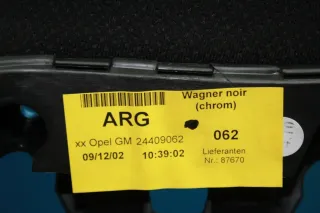 Wagner noir
(chrom)
ARG
xx Opel GM 24409062
062
09/12/02 10:39:02
Lieferanten
Nr.: 87670